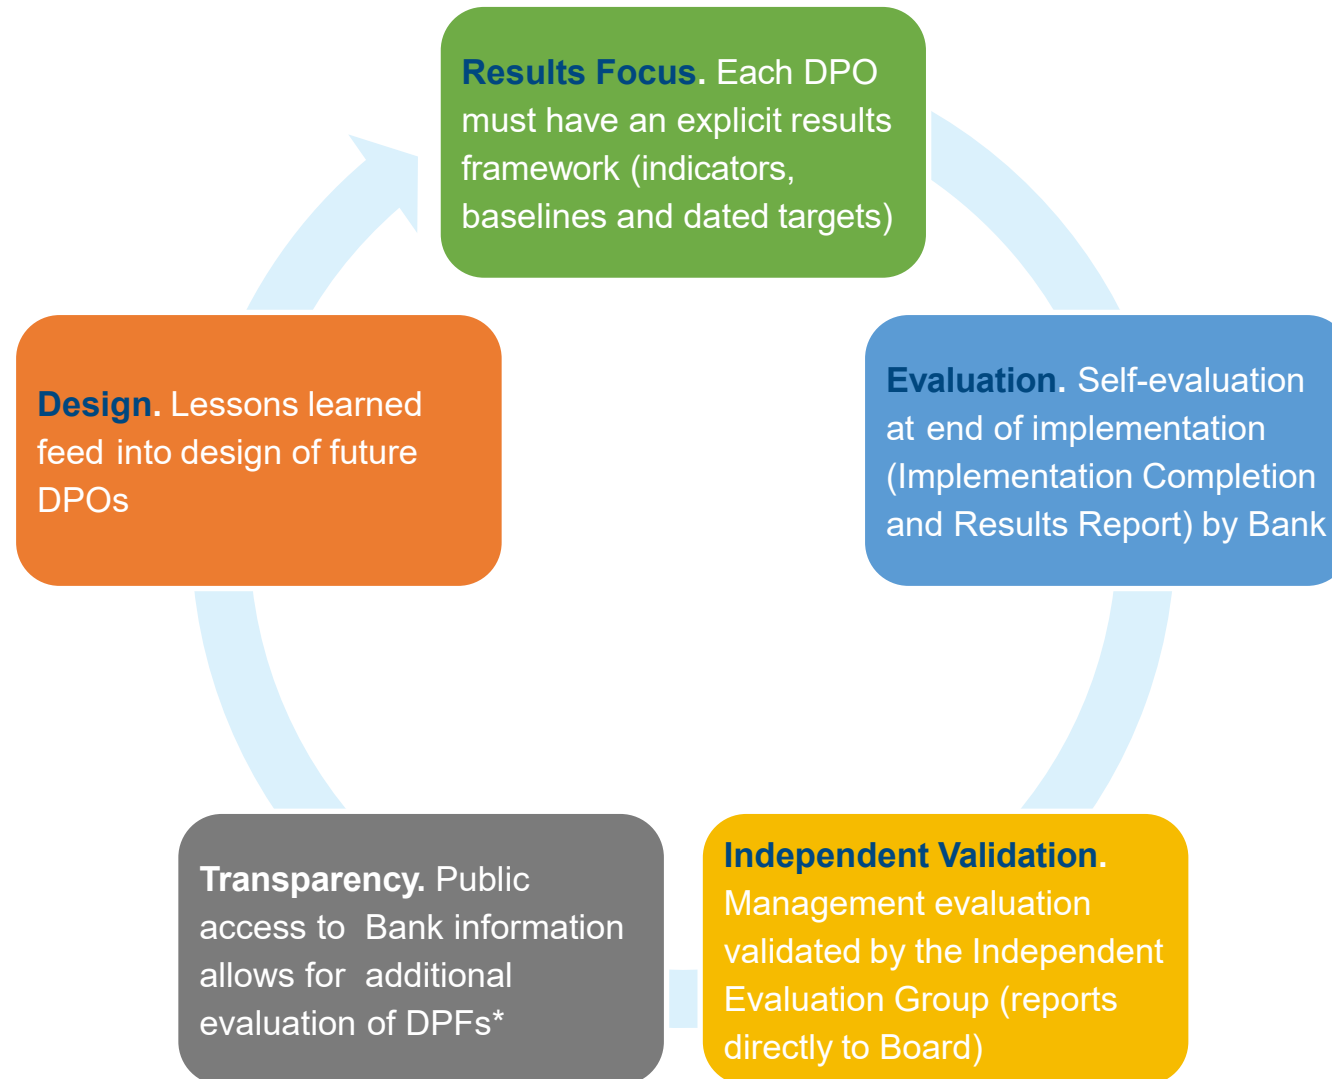 Results Focus. Each DPO
must have an explicit results
framework (indicators,
baselines and dated targets)
Evaluation. Self-evaluation
at end of implementation
(Implementation Completion
and Results Report) by Bank
Independent Validation.
Management evaluation
validated by the Independent
Evaluation Group (reports
directly to Board)
Transparency. Public
access to Bank information
allows for additional
evaluation of DPFs*
Design. Lessons learned
feed into design of future
DPOs